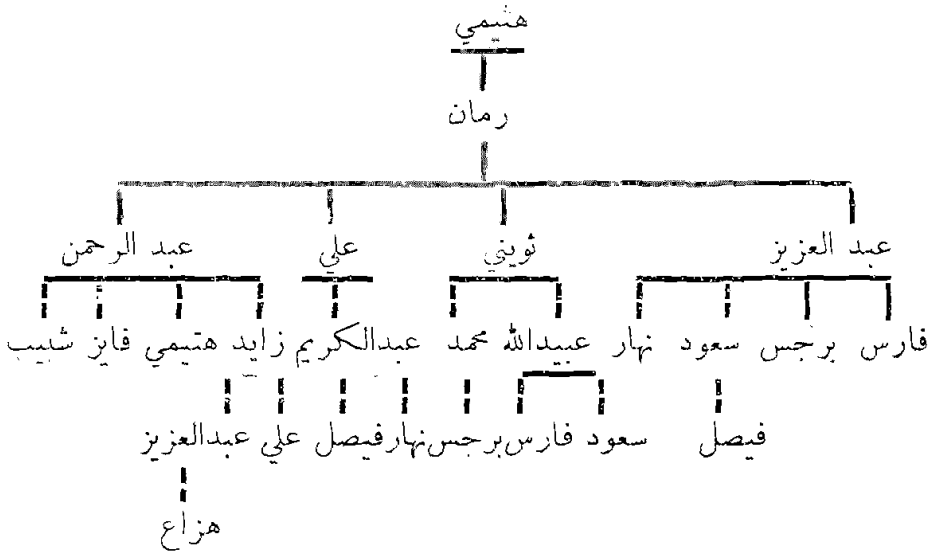 هتيمي
رمان
عبد العزيز ثويني علي عبد الرحمن
فارس برجس سعود نهار عبيدالله محمد عبدالكريم زايد هتيمي فايز شبيب
فيصل سعود فارس برجس نهار فيصل علي عبدالعزيز
هزاع